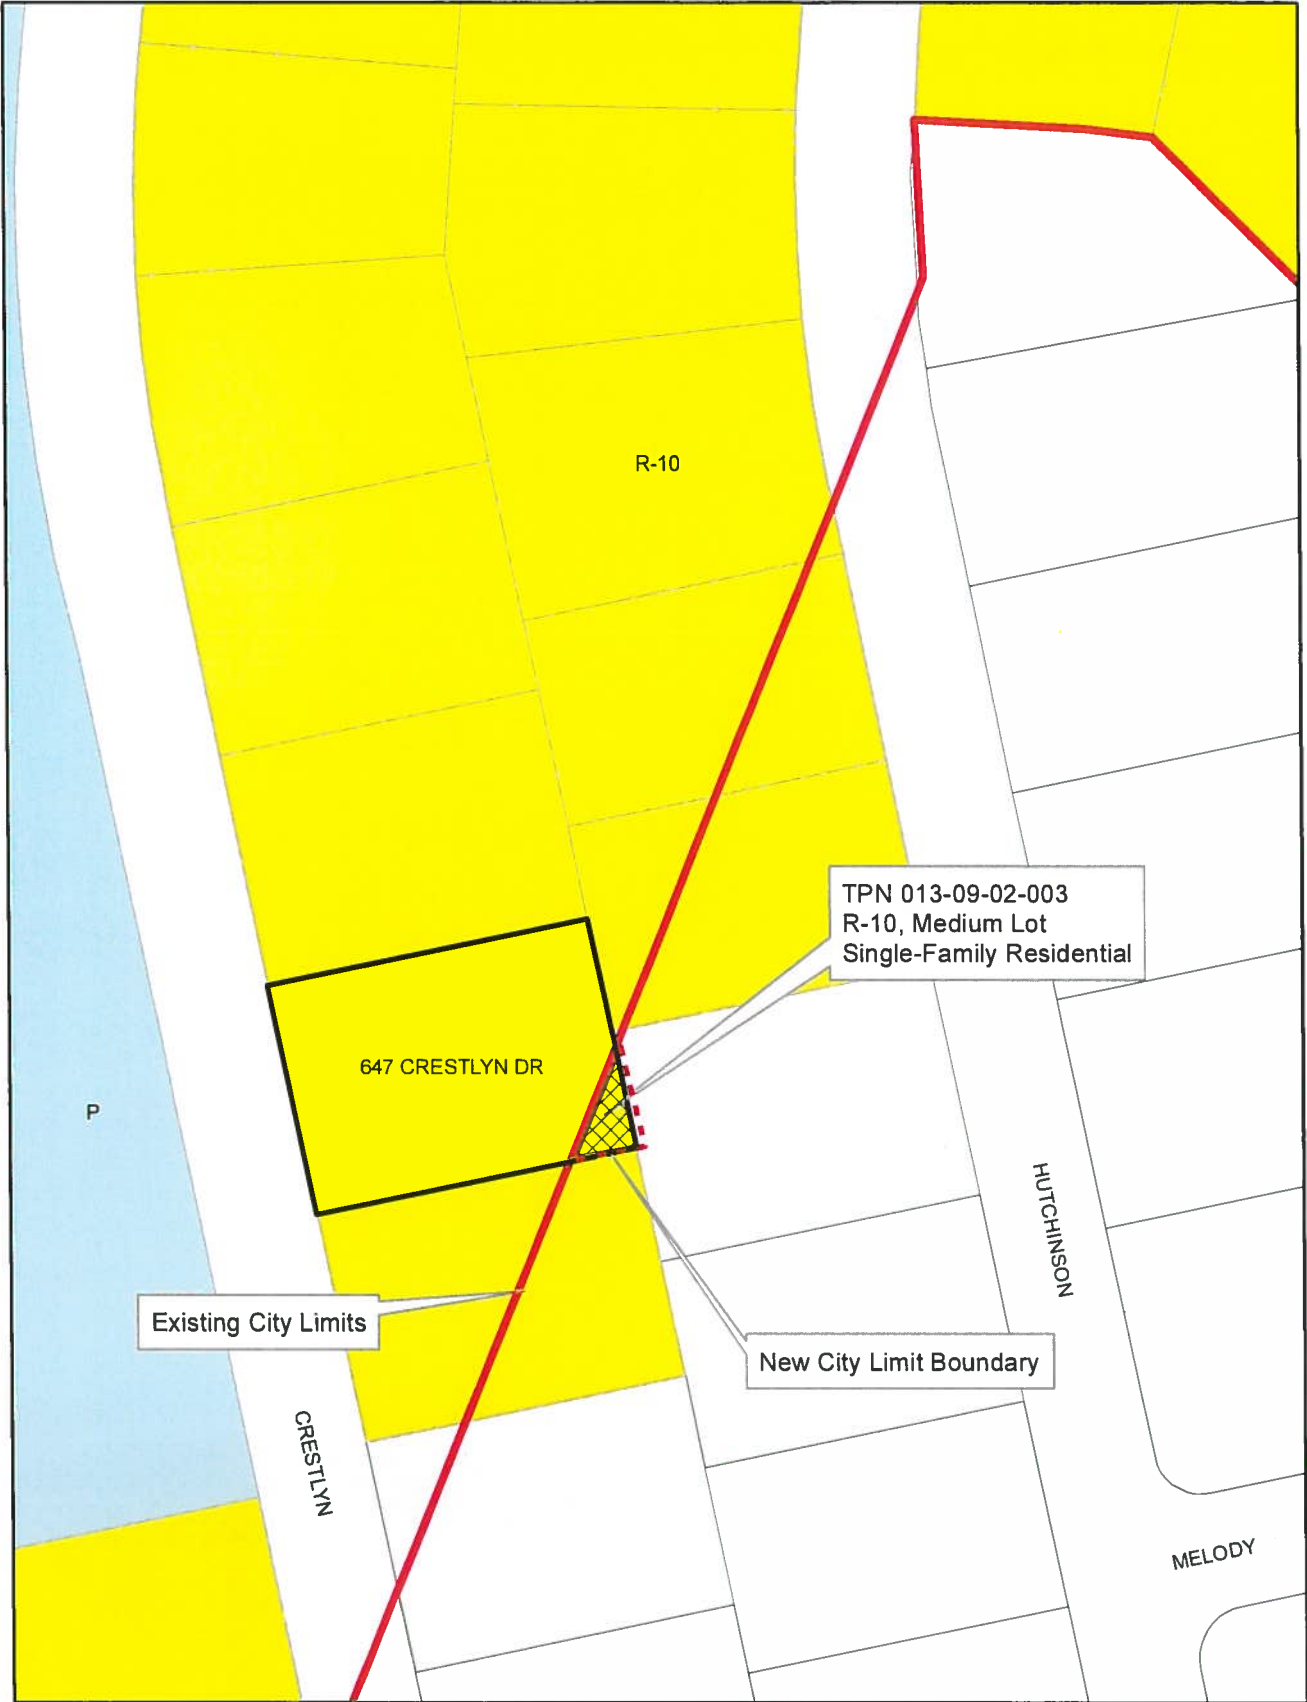 R-10
TPN 013-09-02-003
R-10, Medium Lot
Single-Family Residential
647 CRESTLYN DR
P
HUTCHINSON
Existing City Limits
New City Limit Boundary
CRESTLYN
MELODY